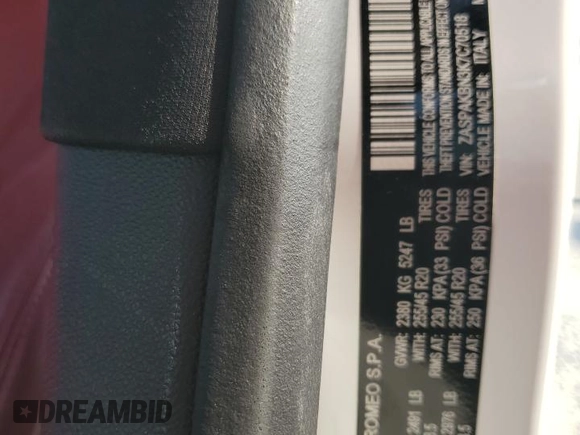 ROMEO S.P.A.
GVWR: 2380 KG 5247 LB
2491 LB WITH: 255/45 R20 TIRES
RIMS AT: 230 KPA (33 PSI) COLD
2976 LB WITH: 255/45 R20 TIRES
RIMS AT: 250 KPA (36 PSI) COLD
THIS VEHICLE CONFORMS TO ALL APPLICABLE
THEFT PREVENTION STANDARDS IN EFFECT ON
VIN: ZASPAKBN3K7C70518
VEHICLE MADE IN: ITALY
DREAMBID